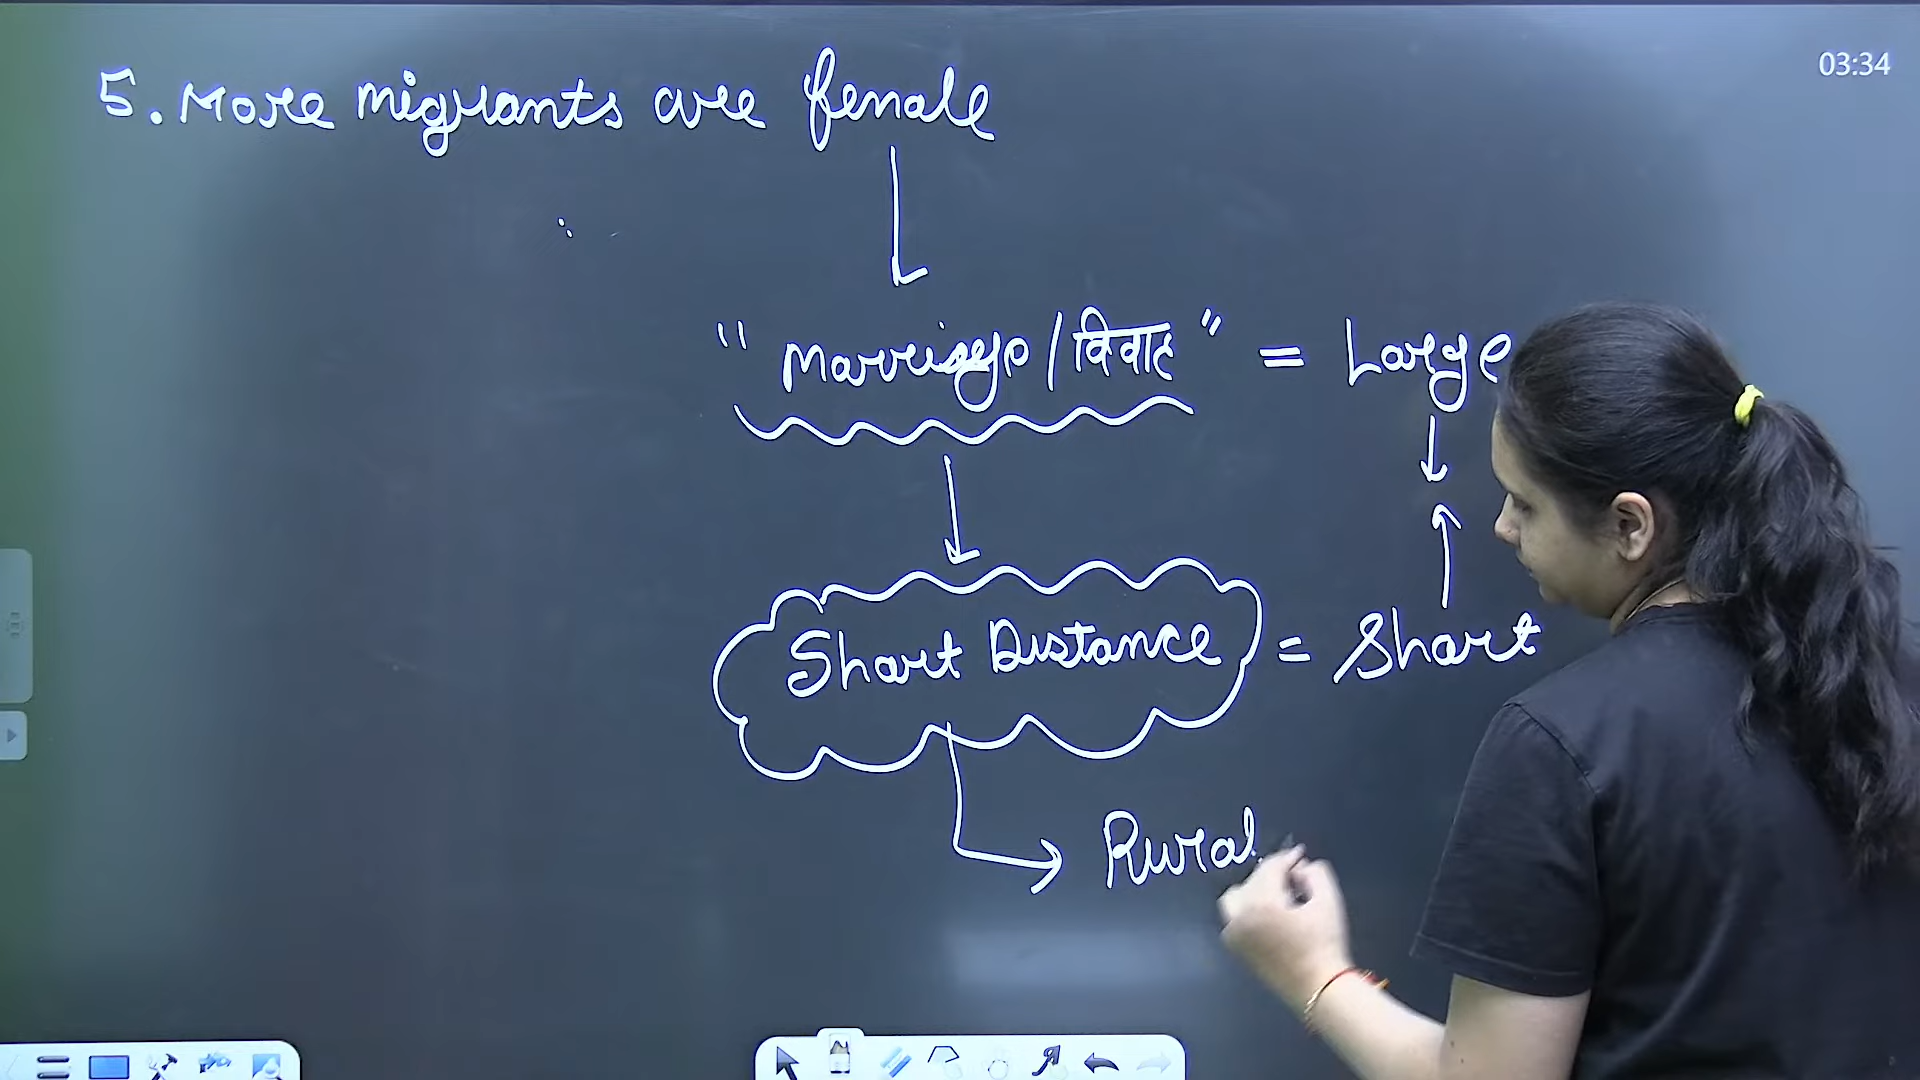 03:34
5. More migrants are female
" Marriage / विवाह " = Large
Short Distance = Short
Rural